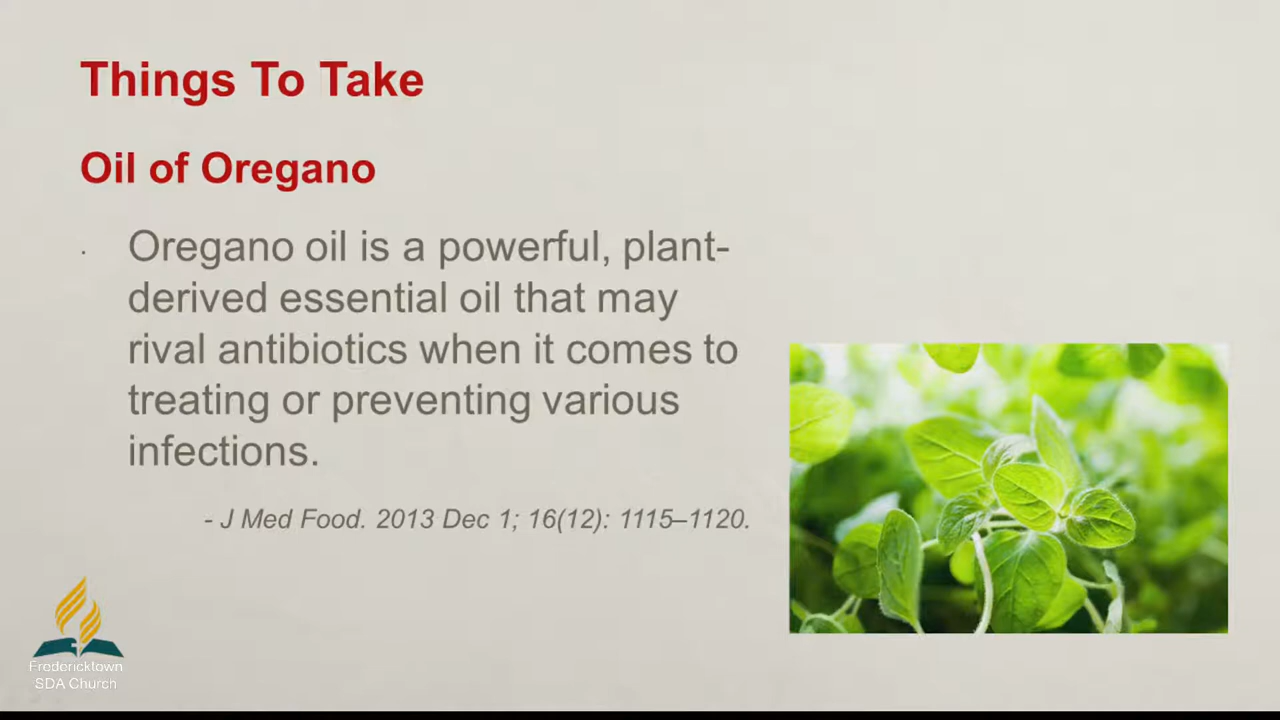 Things To Take
Oil of Oregano
· Oregano oil is a powerful, plant-
derived essential oil that may
rival antibiotics when it comes to
treating or preventing various
infections.
- J Med Food. 2013 Dec 1; 16(12): 1115–1120.
Fredericktown
SDA Church